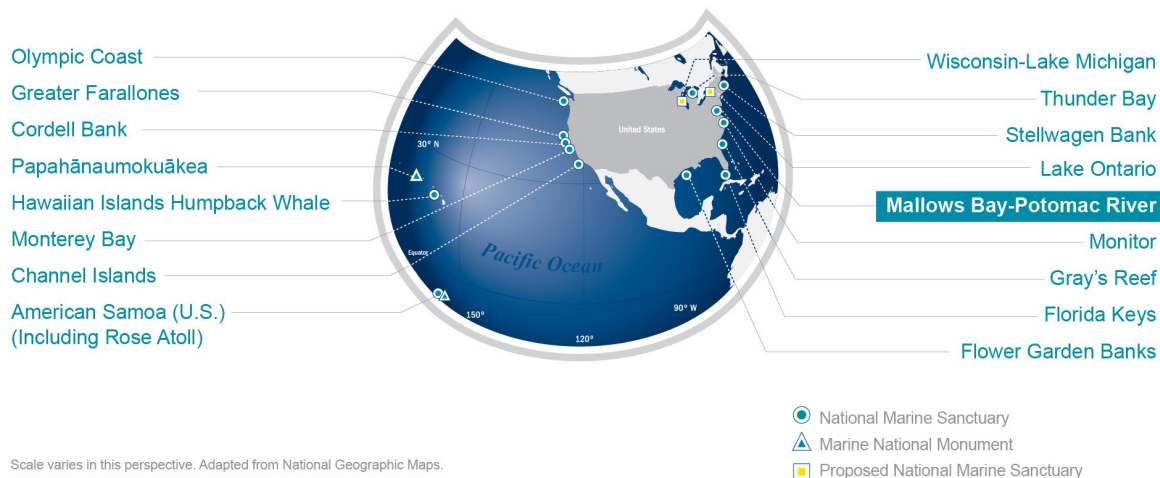 Olympic Coast
Greater Farallones
Cordell Bank
Papahānaumokuākea
Hawaiian Islands Humpback Whale
Monterey Bay
Channel Islands
American Samoa (U.S.)
(Including Rose Atoll)
30° N
Equator
150°
120°
90° W
Pacific Ocean
United States
Wisconsin-Lake Michigan
Thunder Bay
Stellwagen Bank
Lake Ontario
Mallows Bay-Potomac River
Monitor
Gray's Reef
Florida Keys
Flower Garden Banks
National Marine Sanctuary
Marine National Monument
Proposed National Marine Sanctuary
Scale varies in this perspective. Adapted from National Geographic Maps.